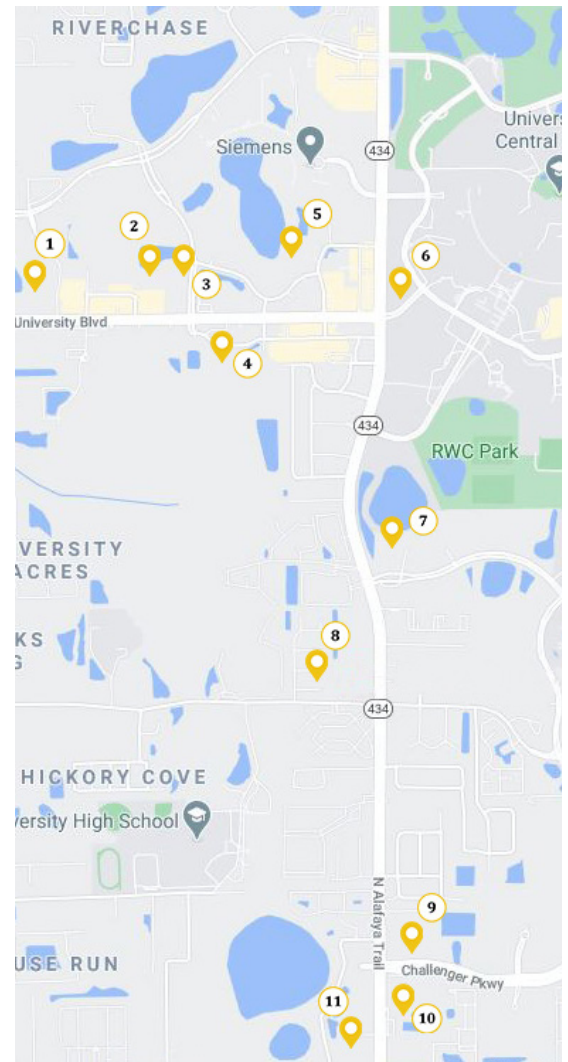 RIVERCHASE
Univers
Central
Siemens
434
5
1
2
6
3
University Blvd
4
434
RWC Park
7
VERSITY
ACRES
8
KS
G
434
HICKORY COVE
versity High School
N Alafaya Trail
9
USE RUN
Challenger Pkwy
11
10